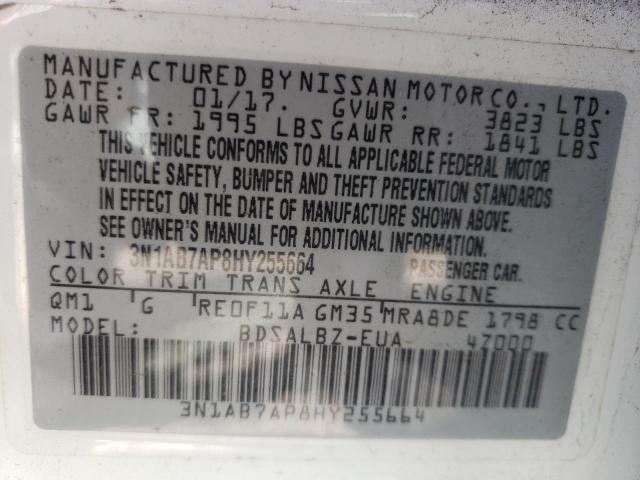 MANUFACTURED BY NISSAN MOTOR CO., LTD.
DATE: 01/17. GVWR: 3823 LBS
GAWR FR: 1995 LBS GAWR RR: 1841 LBS
THIS VEHICLE CONFORMS TO ALL APPLICABLE FEDERAL MOTOR
VEHICLE SAFETY, BUMPER AND THEFT PREVENTION STANDARDS
IN EFFECT ON THE DATE OF MANUFACTURE SHOWN ABOVE.
SEE OWNER'S MANUAL FOR ADDITIONAL INFORMATION.
VIN: 3N1AB7AP8HY255664 PASSENGER CAR.
COLOR TRIM TRANS AXLE ENGINE
QM1 G RE0F11A GM35 MRA8DE 1798 CC
MODEL: BDSALBZ-EUA 47000
3N1AB7AP8HY255664